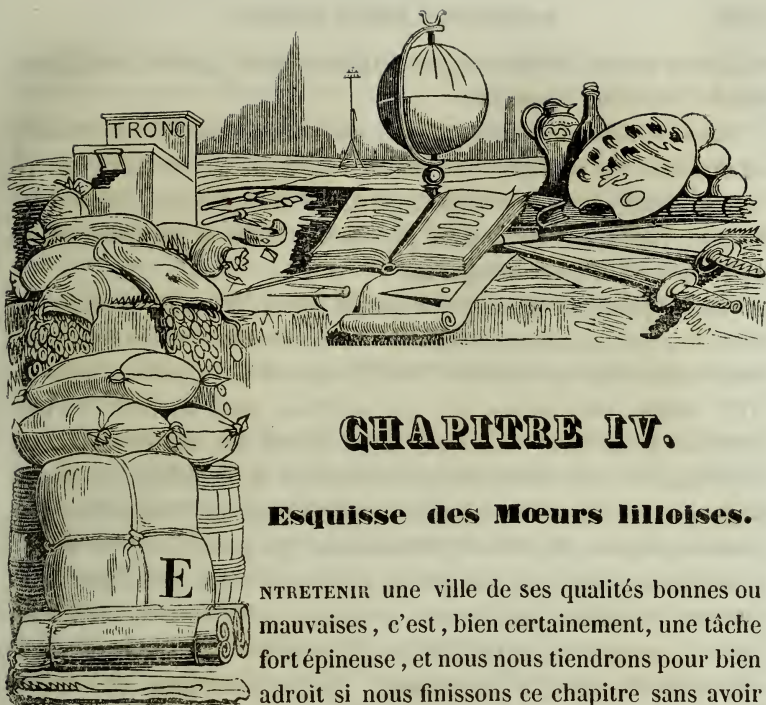 TRONC
CHAPITRE IV.
Esquisse des Mœurs lilloises.
ENTRETENIR une ville de ses qualités bonnes ou
mauvaises, c'est, bien certainement, une tâche
fort épineuse, et nous nous tiendrons pour bien
adroit si nous finissons ce chapitre sans avoir